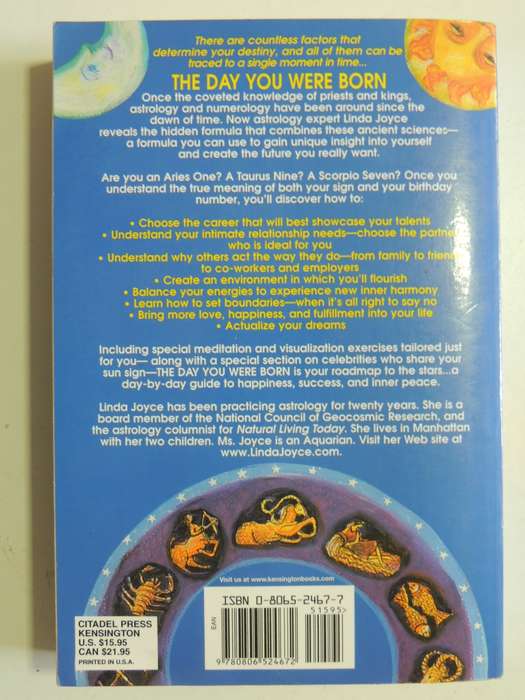 There are countless factors that
determine your destiny, and all of them can be
traced to a single moment in time...
THE DAY YOU WERE BORN
Once the coveted knowledge of priests and kings,
astrology and numerology have been around since the
dawn of time. Now astrology expert Linda Joyce
reveals the hidden formula that combines these ancient sciences—
a formula you can use to gain unique insight into yourself
and create the future you really want.
Are you an Aries One? A Taurus Nine? A Scorpio Seven? Once you
understand the true meaning of both your sign and your birthday
number, you'll discover how to:
• Choose the career that will best showcase your talents
• Understand your intimate relationship needs—choose the partner
who is ideal for you
• Understand why others act the way they do—from family to friends
to co-workers and employers
• Create an environment in which you'll flourish
• Balance your energies to experience new inner harmony
• Learn how to set boundaries—when it's all right to say no
• Bring more love, happiness, and fulfillment into your life
• Actualize your dreams
Including special meditation and visualization exercises tailored just
for you— along with a special section on celebrities who share your
sun sign—THE DAY YOU WERE BORN is your roadmap to the stars...a
day-by-day guide to happiness, success, and inner peace.
Linda Joyce has been practicing astrology for twenty years. She is a
board member of the National Council of Geocosmic Research, and
the astrology columnist for Natural Living Today. She lives in Manhattan
with her two children. Ms. Joyce is an Aquarian. Visit her Web site at
www.LindaJoyce.com.
Visit us at www.kensingtonbooks.com
ISBN 0-8065-2467-7
51595>
EAN
9 780806 524672
CITADEL PRESS
KENSINGTON
U.S. $15.95
CAN $21.95
PRINTED IN U.S.A.